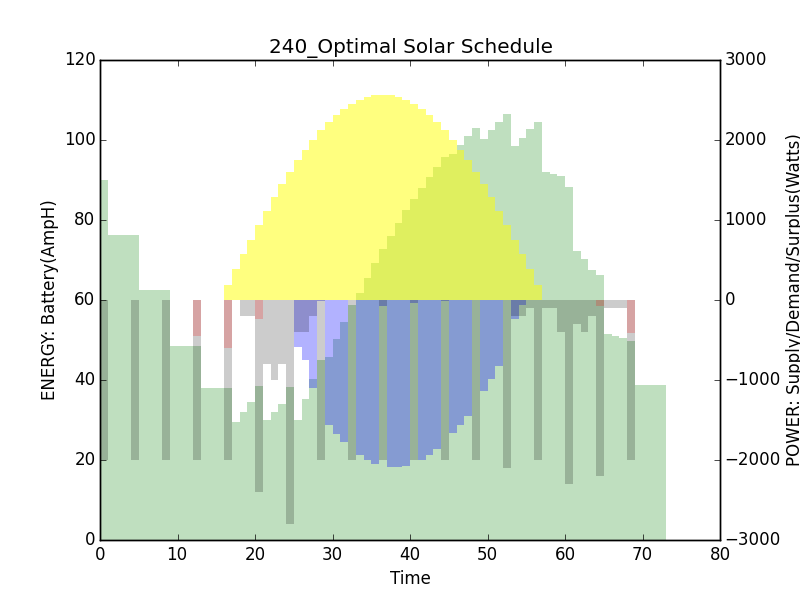 240_Optimal Solar Schedule
120
100
80
60
40
20
0
3000
2000
1000
0
−1000
−2000
−3000
ENERGY: Battery(AmpH)
POWER: Supply/Demand/Surplus(Watts)
0 10 20 30 40 50 60 70 80
Time